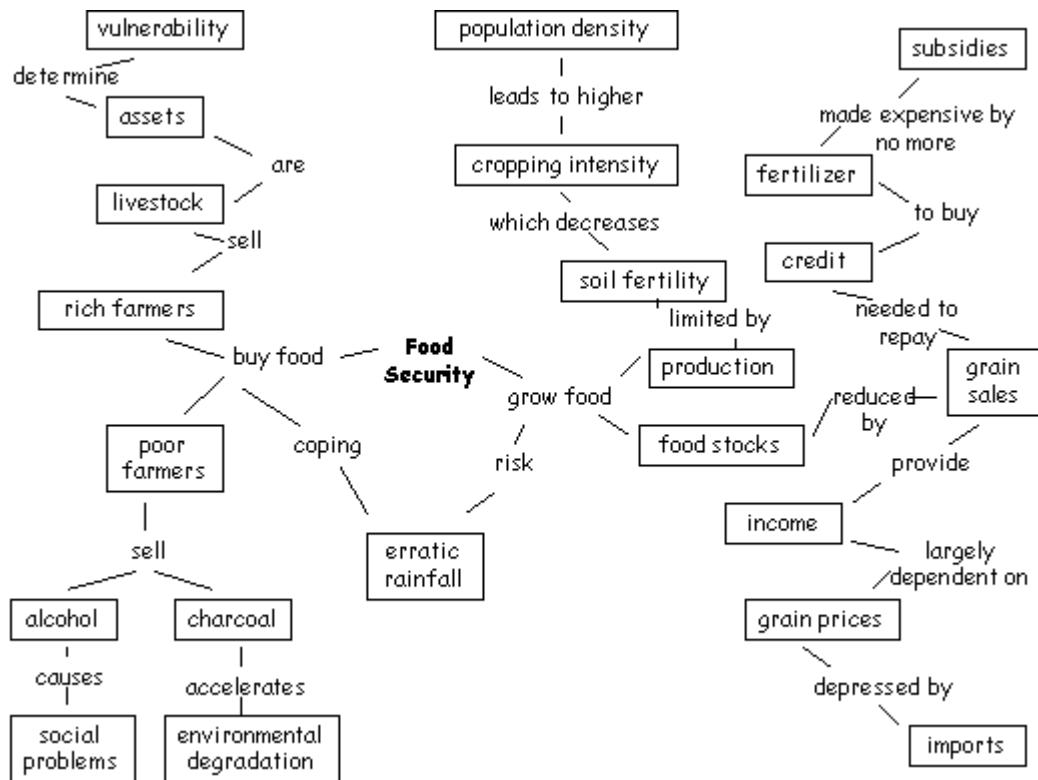 vulnerability
population density
subsidies
determine
leads to higher
made expensive by
no more
assets
are
cropping intensity
fertilizer
livestock
which decreases
to buy
sell
credit
soil fertility
rich farmers
limited by
needed to
repay
buy food
Food
Security
production
grain
sales
grow food
reduced
by
poor
farmers
coping
risk
food stocks
provide
income
sell
erratic
rainfall
largely
dependent on
alcohol
charcoal
grain prices
causes
accelerates
depressed by
social
problems
environmental
degradation
imports